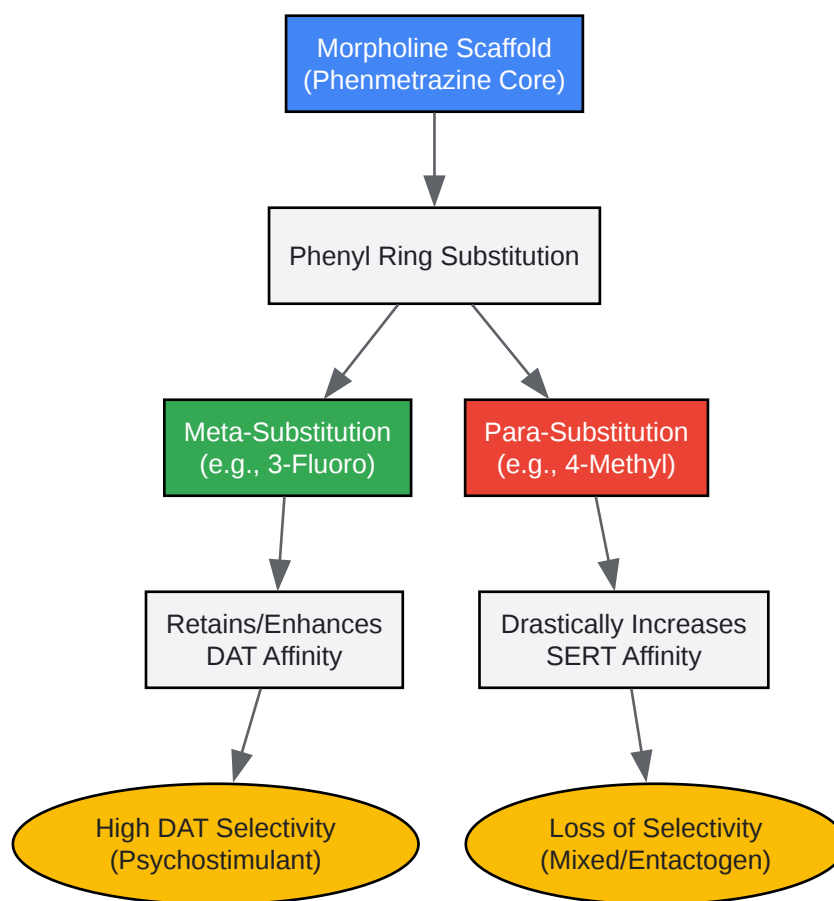 Morpholine Scaffold
(Phenmetrazine Core)
Phenyl Ring Substitution
Meta-Substitution
(e.g., 3-Fluoro)
Para-Substitution
(e.g., 4-Methyl)
Retains/Enhances
DAT Affinity
Drastically Increases
SERT Affinity
High DAT Selectivity
(Psychostimulant)
Loss of Selectivity
(Mixed/Entactogen)